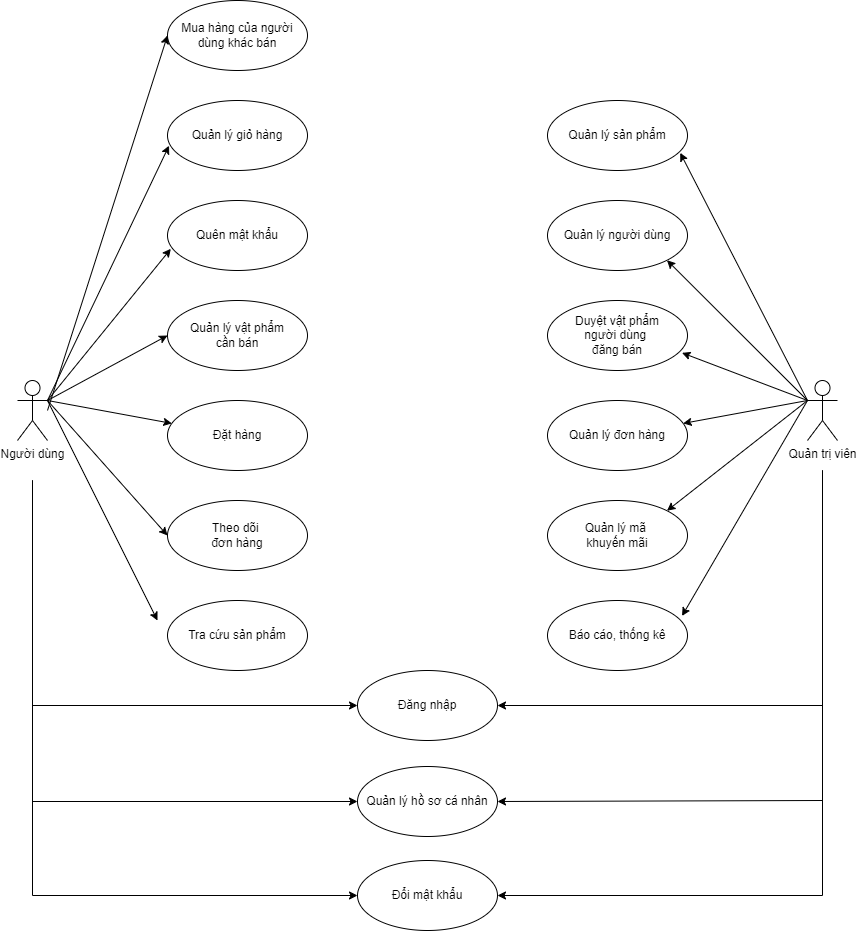 Mua hàng của người
dùng khác bán
Quản lý giỏ hàng
Quản lý sản phẩm
Quên mật khẩu
Quản lý người dùng
Quản lý vật phẩm
cần bán
Duyệt vật phẩm
người dùng
đăng bán
Người dùng
Đặt hàng
Quản lý đơn hàng
Quản trị viên
Theo dõi
đơn hàng
Quản lý mã
khuyến mãi
Tra cứu sản phẩm
Báo cáo, thống kê
Đăng nhập
Quản lý hồ sơ cá nhân
Đổi mật khẩu